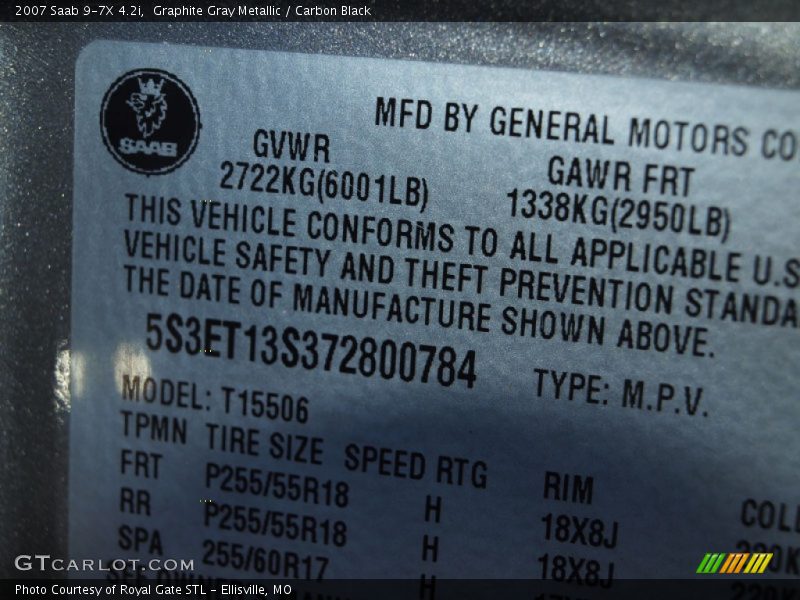 2007 Saab 9-7X 4.2i, Graphite Gray Metallic / Carbon Black
SAAB
MFD BY GENERAL MOTORS CO
GVWR GAWR FRT
2722KG(6001LB) 1338KG(2950LB)
THIS VEHICLE CONFORMS TO ALL APPLICABLE U.S
VEHICLE SAFETY AND THEFT PREVENTION STANDA
THE DATE OF MANUFACTURE SHOWN ABOVE.
5S3ET13S372800784 TYPE: M.P.V.
MODEL: T15506
TPMN TIRE SIZE SPEED RTG RIM COL
FRT P255/55R18 H 18X8J
RR P255/55R18 H 18X8J
SPA 255/60R17 H
SEE OWNER
GTCARLOT.COM
Photo Courtesy of Royal Gate STL - Ellisville, MO